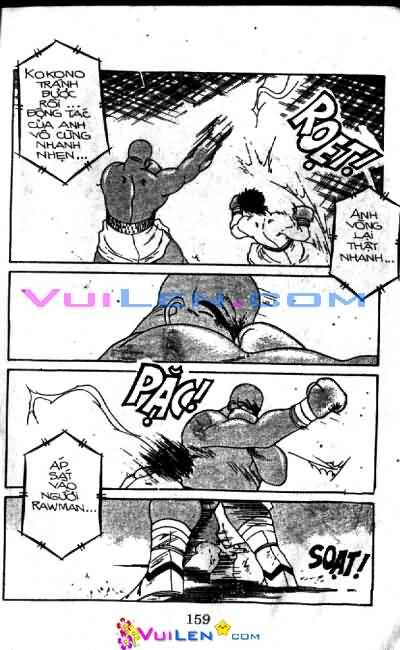 KOKONO
TRÁNH
ĐƯỢC
RỒI...
ĐỘNG TÁC
CỦA ANH
VÔ CÙNG
NHANH
NHẸN...
ROẸT!
ANH
VÒNG
LẠI
THẬT
NHANH...
VuiLen.com
PẶC!
ÁP
SÁT
VÀO
NGƯỜI
RAWMAN...
SOẠT!
159
VuiLen.com